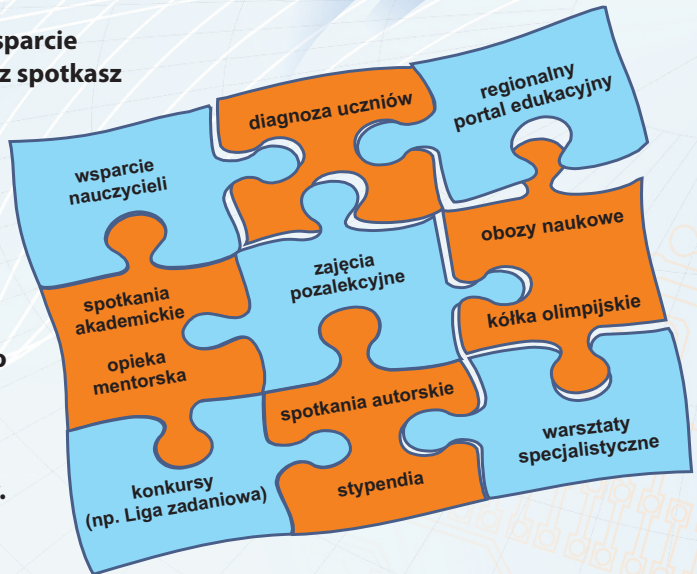 sparcie
z spotkasz
wsparcie
nauczycieli
diagnoza uczniów
regionalny
portal edukacyjny
spotkania
akademickie
opieka
mentorska
zajęcia
pozalekcyjne
obozy naukowe
kółka olimpijskie
konkursy
(np. Liga zadaniowa)
spotkania autorskie
stypendia
warsztaty
specjalistyczne